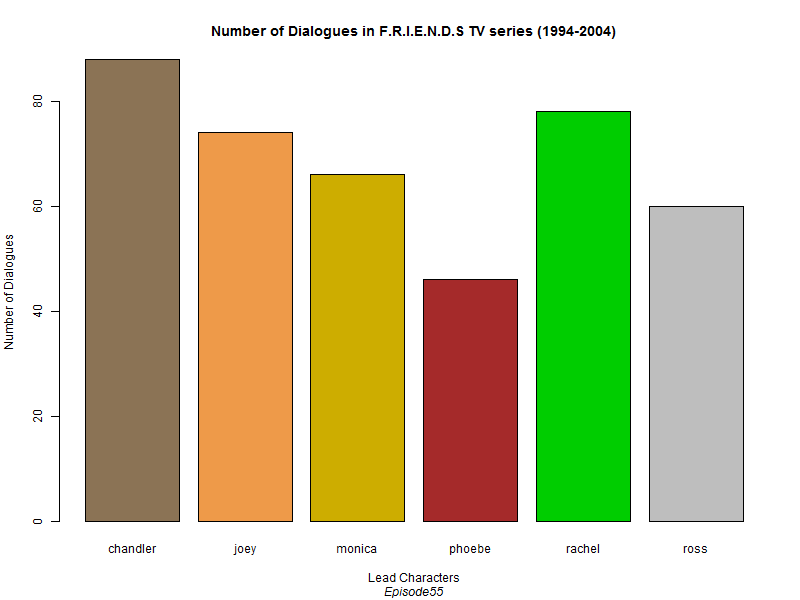 Number of Dialogues in F.R.I.E.N.D.S TV series (1994-2004)
Number of Dialogues
80
60
40
20
0
chandler joey monica phoebe rachel ross
Lead Characters
Episode55